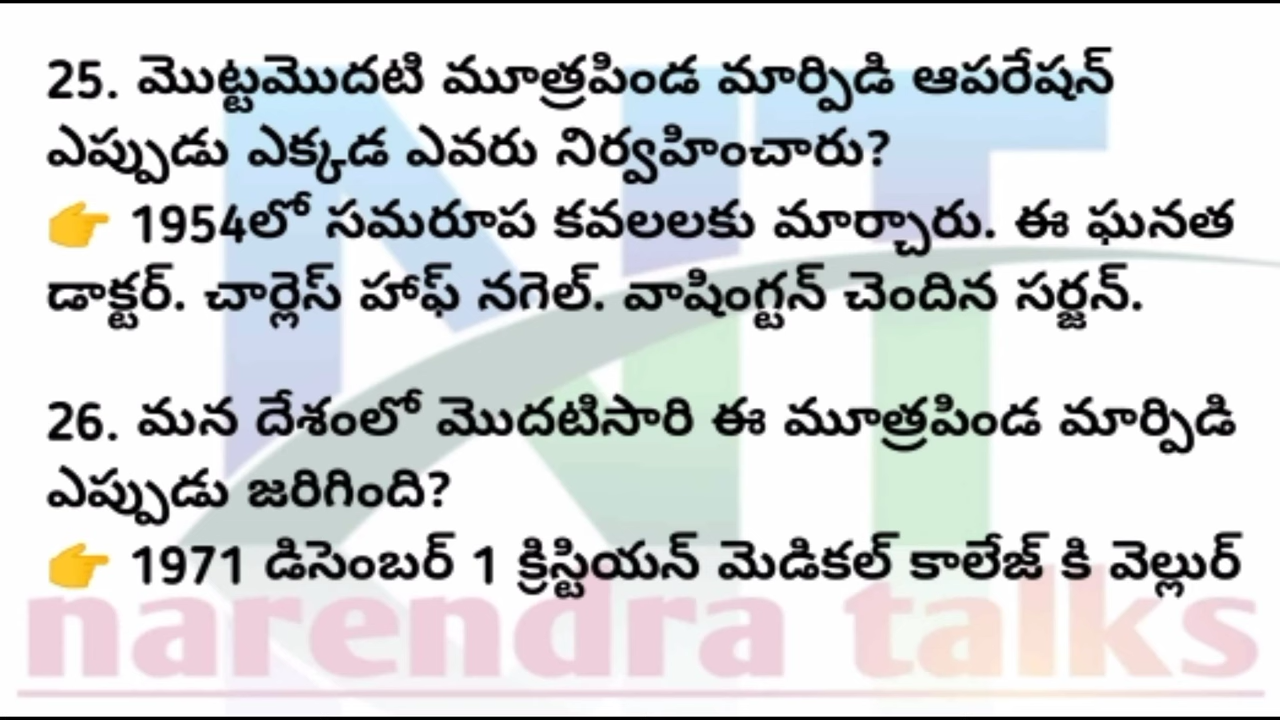 25. మొట్టమొదటి మూత్రపిండ మార్పిడి ఆపరేషన్
ఎప్పుడు ఎక్కడ ఎవరు నిర్వహించారు?
👉 1954లో సమరూప కవలలకు మార్చారు. ఈ ఘనత
డాక్టర్. చార్లెస్ హాఫ్ నగెల్. వాషింగ్టన్ చెందిన సర్జన్.
26. మన దేశంలో మొదటిసారి ఈ మూత్రపిండ మార్పిడి
ఎప్పుడు జరిగింది?
👉 1971 డిసెంబర్ 1 క్రిస్టియన్ మెడికల్ కాలేజ్ కి వెల్లుర్
narendra talks